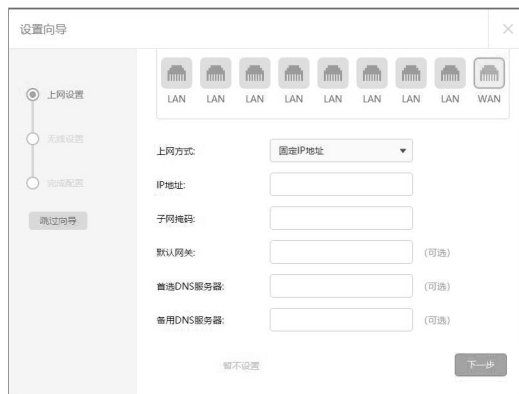 设置向导
上网设置
无线设置
完成配置
跳过向导
LAN LAN LAN LAN LAN LAN LAN LAN WAN
上网方式: 固定IP地址
IP地址:
子网掩码:
默认网关: (可选)
首选DNS服务器: (可选)
备用DNS服务器: (可选)
暂不设置 下一步